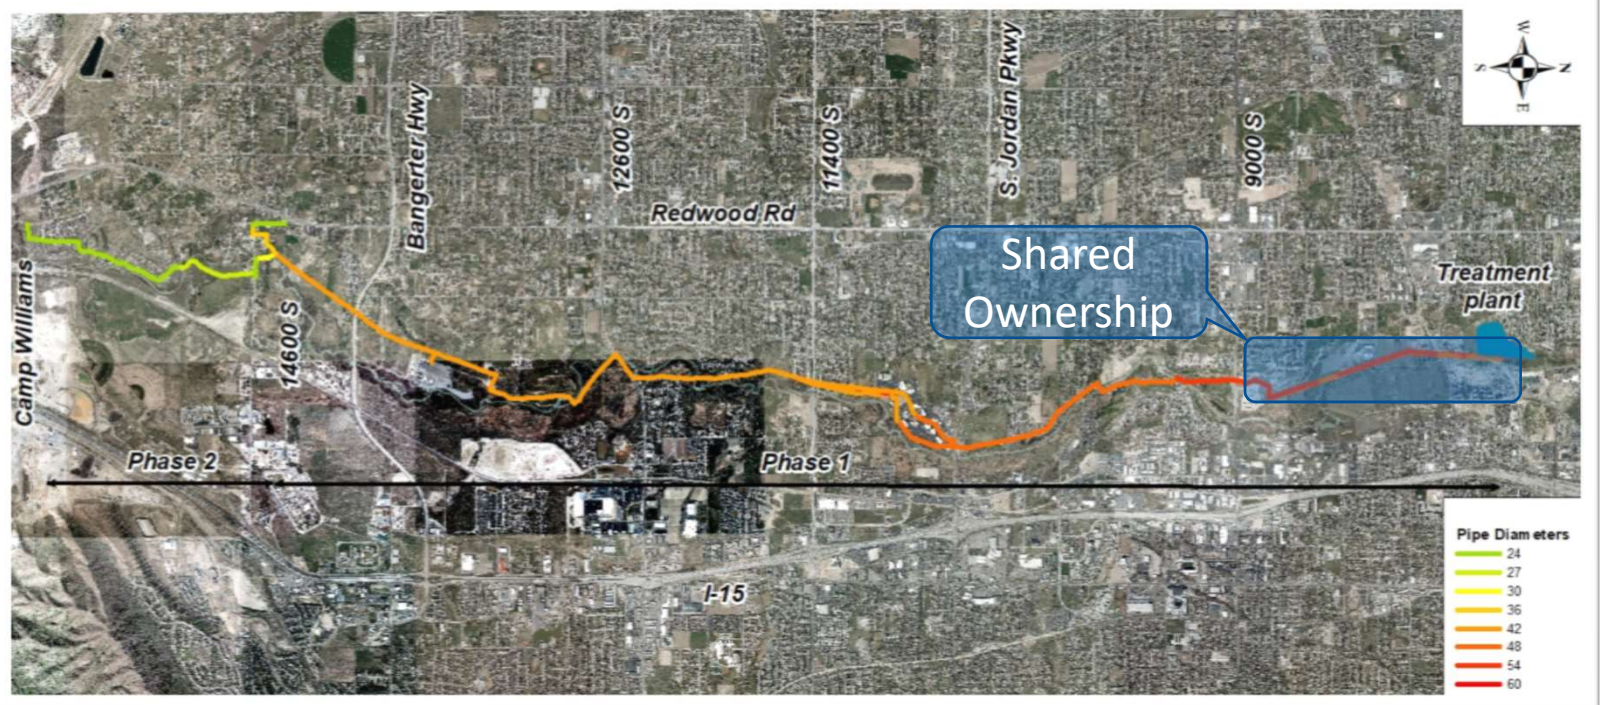 W
S
N
E
Bangerter Hwy
12600 S
11400 S
S. Jordan Pkwy
9000 S
Redwood Rd
Shared
Ownership
Treatment
plant
Camp Williams
14600 S
Phase 2
Phase 1
I-15
Pipe Diameters
24
27
30
36
42
48
54
60